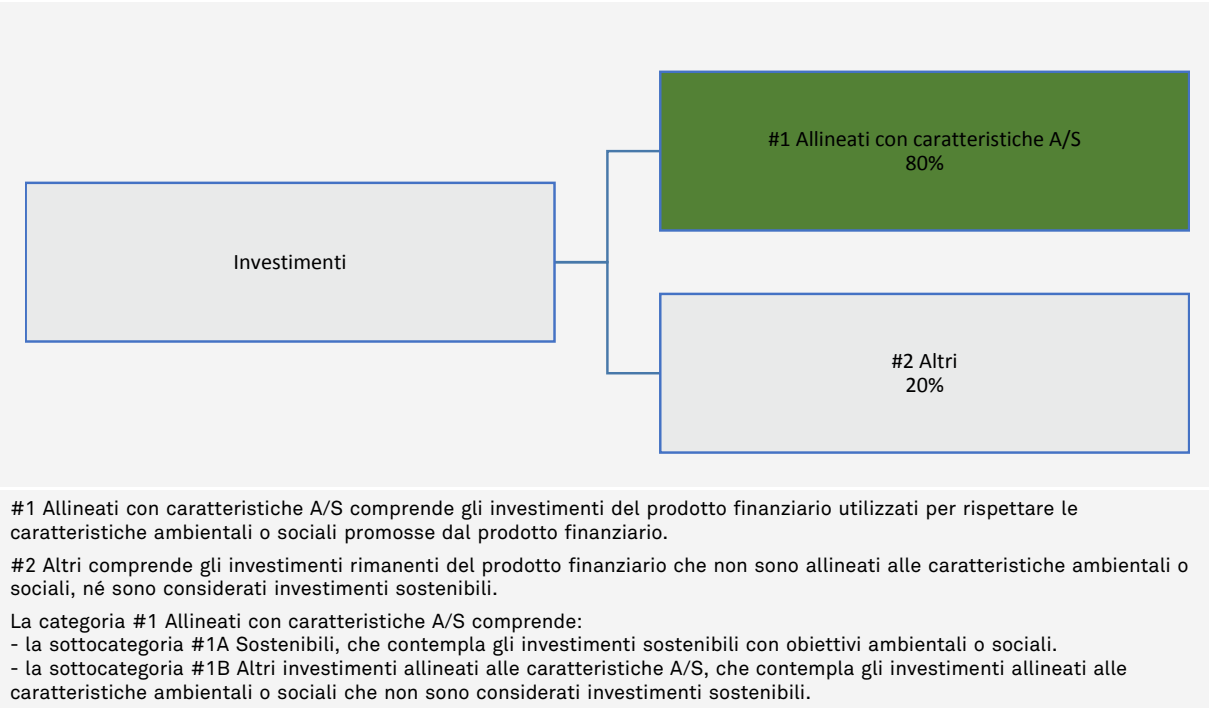 #1 Allineati con caratteristiche A/S
80%
Investimenti
#2 Altri
20%
#1 Allineati con caratteristiche A/S comprende gli investimenti del prodotto finanziario utilizzati per rispettare le
caratteristiche ambientali o sociali promosse dal prodotto finanziario.
#2 Altri comprende gli investimenti rimanenti del prodotto finanziario che non sono allineati alle caratteristiche ambientali o
sociali, né sono considerati investimenti sostenibili.
La categoria #1 Allineati con caratteristiche A/S comprende:
- la sottocategoria #1A Sostenibili, che contempla gli investimenti sostenibili con obiettivi ambientali o sociali.
- la sottocategoria #1B Altri investimenti allineati alle caratteristiche A/S, che contempla gli investimenti allineati alle
caratteristiche ambientali o sociali che non sono considerati investimenti sostenibili.